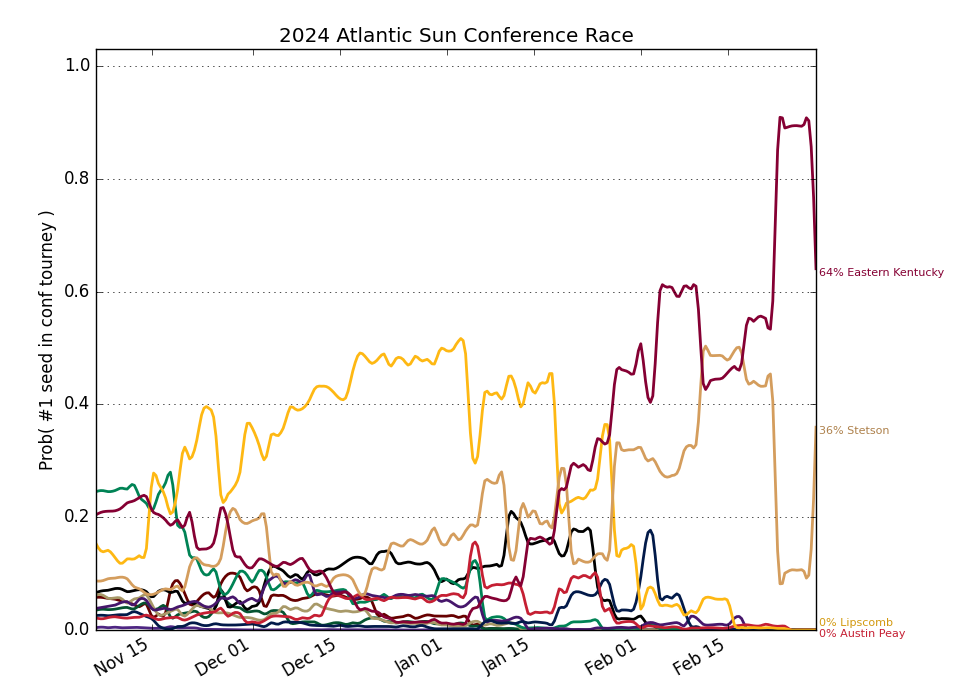 2024 Atlantic Sun Conference Race
Prob( #1 seed in conf tourney )
1.0
0.8
0.6
0.4
0.2
0.0
Nov 15
Dec 01
Dec 15
Jan 01
Jan 15
Feb 01
Feb 15
64% Eastern Kentucky
36% Stetson
0% Lipscomb
0% Austin Peay